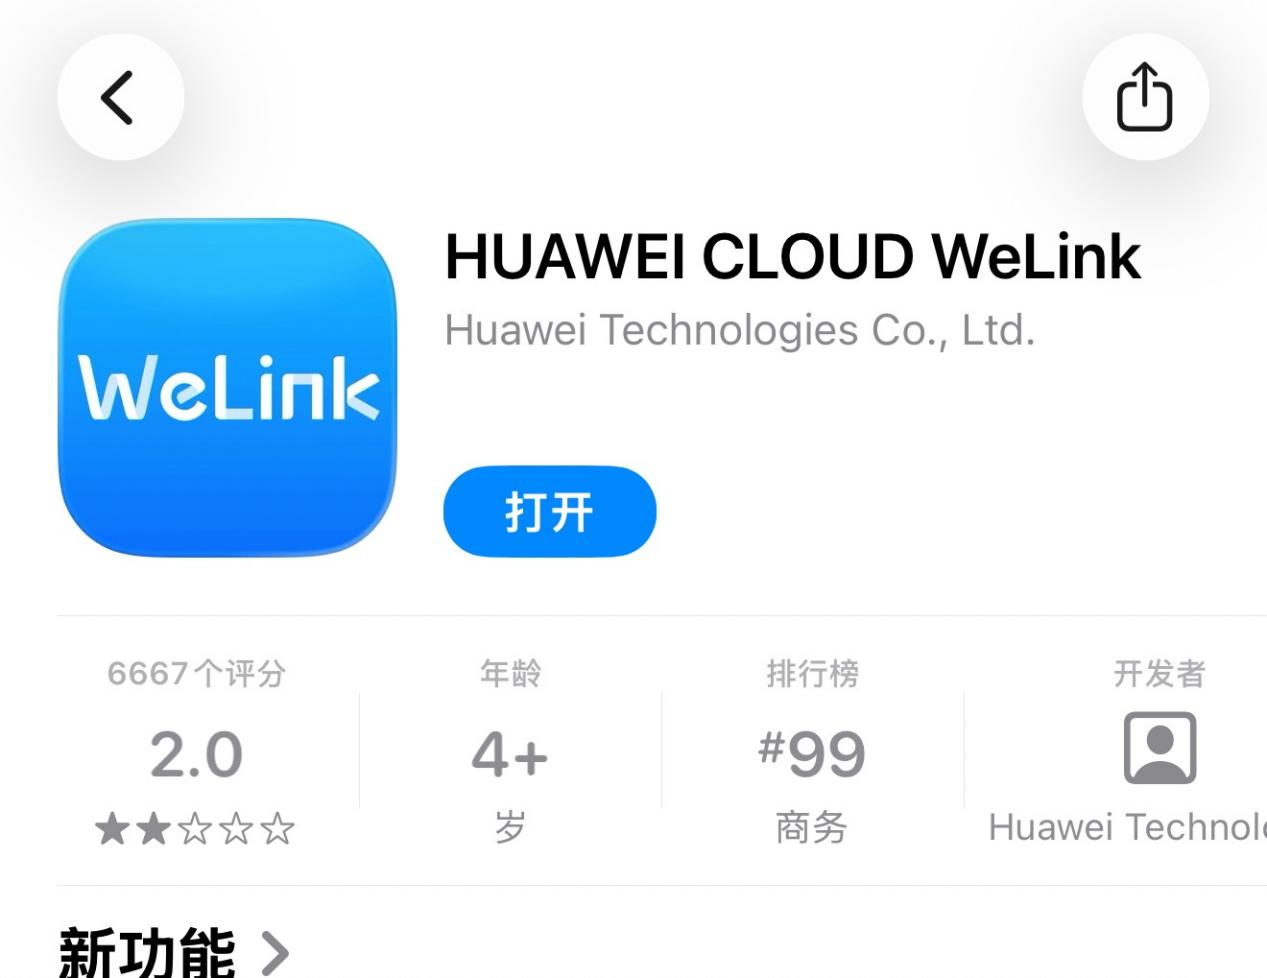 HUAWEI CLOUD WeLink
Huawei Technologies Co., Ltd.
WeLink
打开
6667个评分
2.0
年龄
4+
岁
排行榜
#99
商务
开发者
Huawei Technolo
新功能